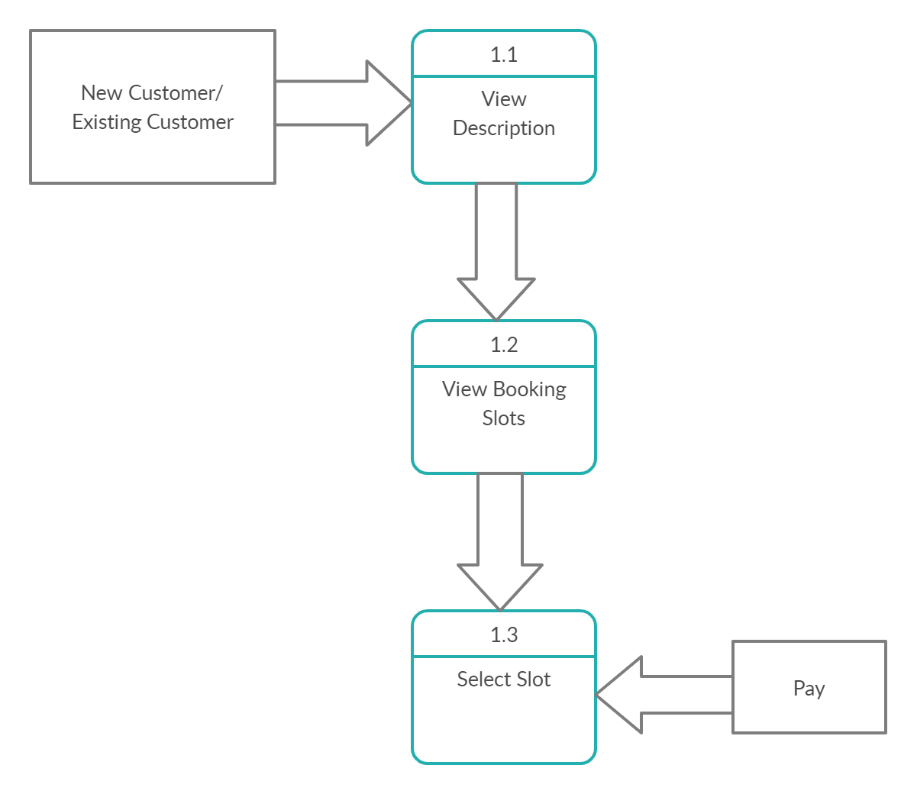 New Customer/
Existing Customer
1.1
View
Description
1.2
View Booking
Slots
1.3
Select Slot
Pay